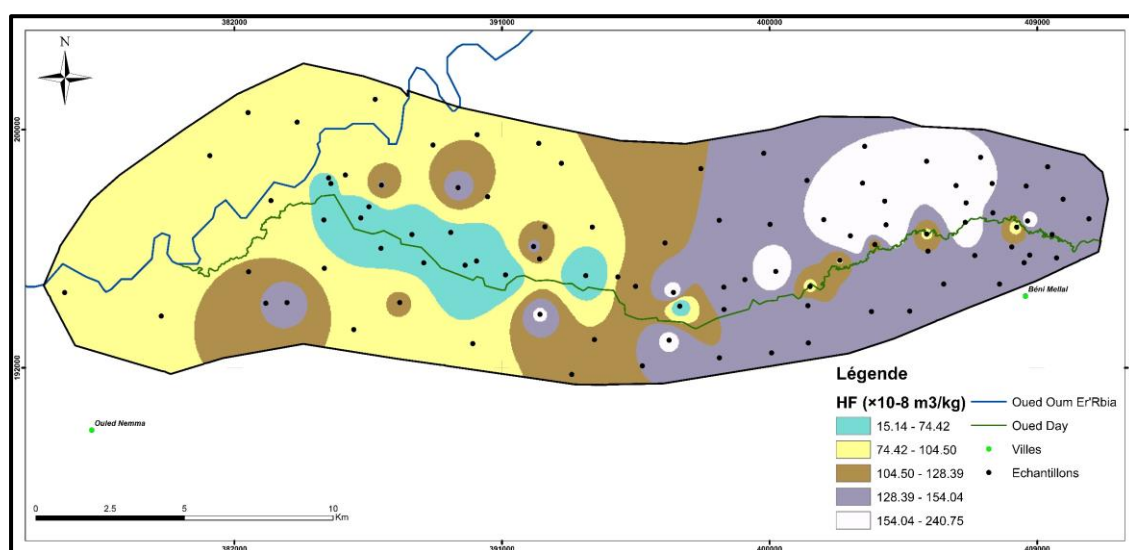 382000 391000 400000 409000
N
200000 200000
192000 192000
Béni Mellal
Ouled Nemma
Légende
HF (×10-8 m3/kg)
15.14 - 74.42
74.42 - 104.50
104.50 - 128.39
128.39 - 154.04
154.04 - 240.75
Oued Oum Er'Rbia
Oued Day
Villes
Echantillons
0 2.5 5 10
Km
382000 391000 400000 409000